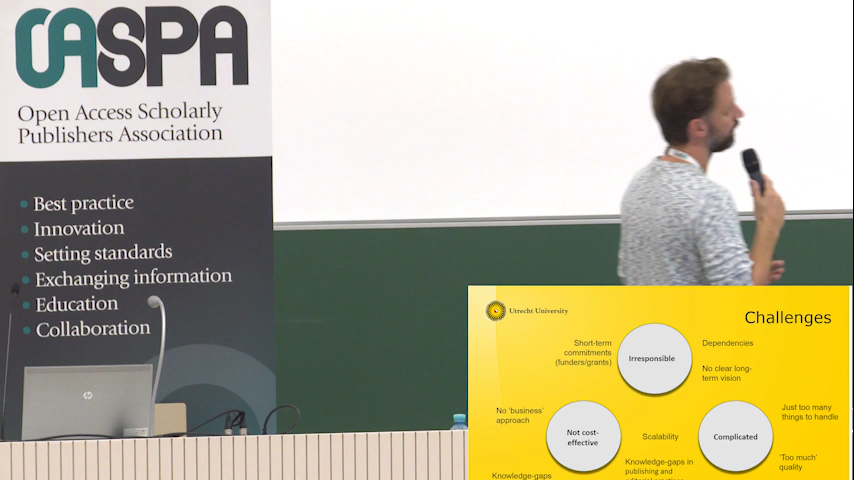 OASPA
Open Access Scholarly
Publishers Association
Best practice
Innovation
Setting standards
Exchanging information
Education
Collaboration
hp
Utrecht University
Challenges
Short-term
commitments
(funders/grants)
Irresponsible
Dependencies
No clear long-
term vision
No 'business'
approach
Not cost-
effective
Scalability
Complicated
Just too many
things to handle
'Too much'
quality
Knowledge-gaps in
publishing and
Knowledge-gaps